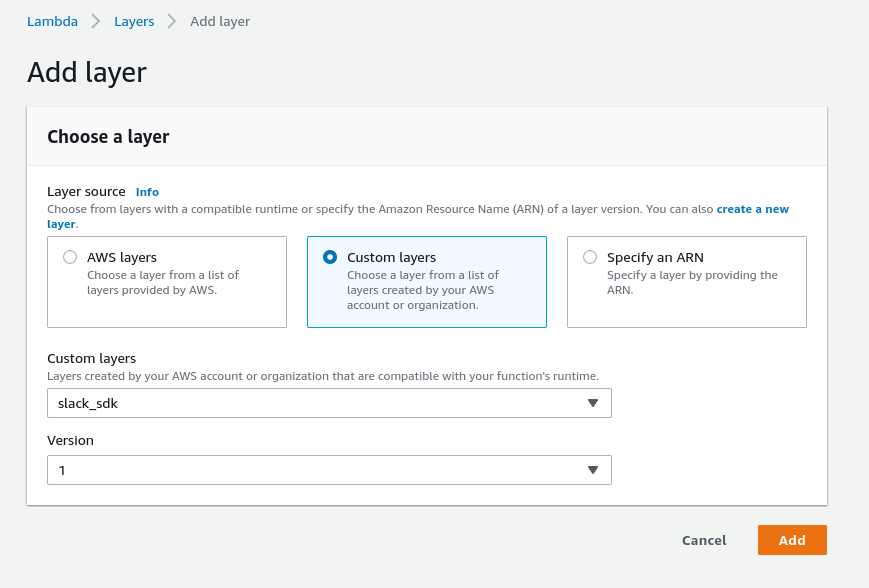 Lambda > Layers > Add layer
Add layer
Choose a layer
Layer source Info
Choose from layers with a compatible runtime or specify the Amazon Resource Name (ARN) of a layer version. You can also create a new
layer.
AWS layers
Choose a layer from a list of
layers provided by AWS.
Custom layers
Choose a layer from a list of
layers created by your AWS
account or organization.
Specify an ARN
Specify a layer by providing the
ARN.
Custom layers
Layers created by your AWS account or organization that are compatible with your function's runtime.
slack_sdk
Version
1
Cancel Add